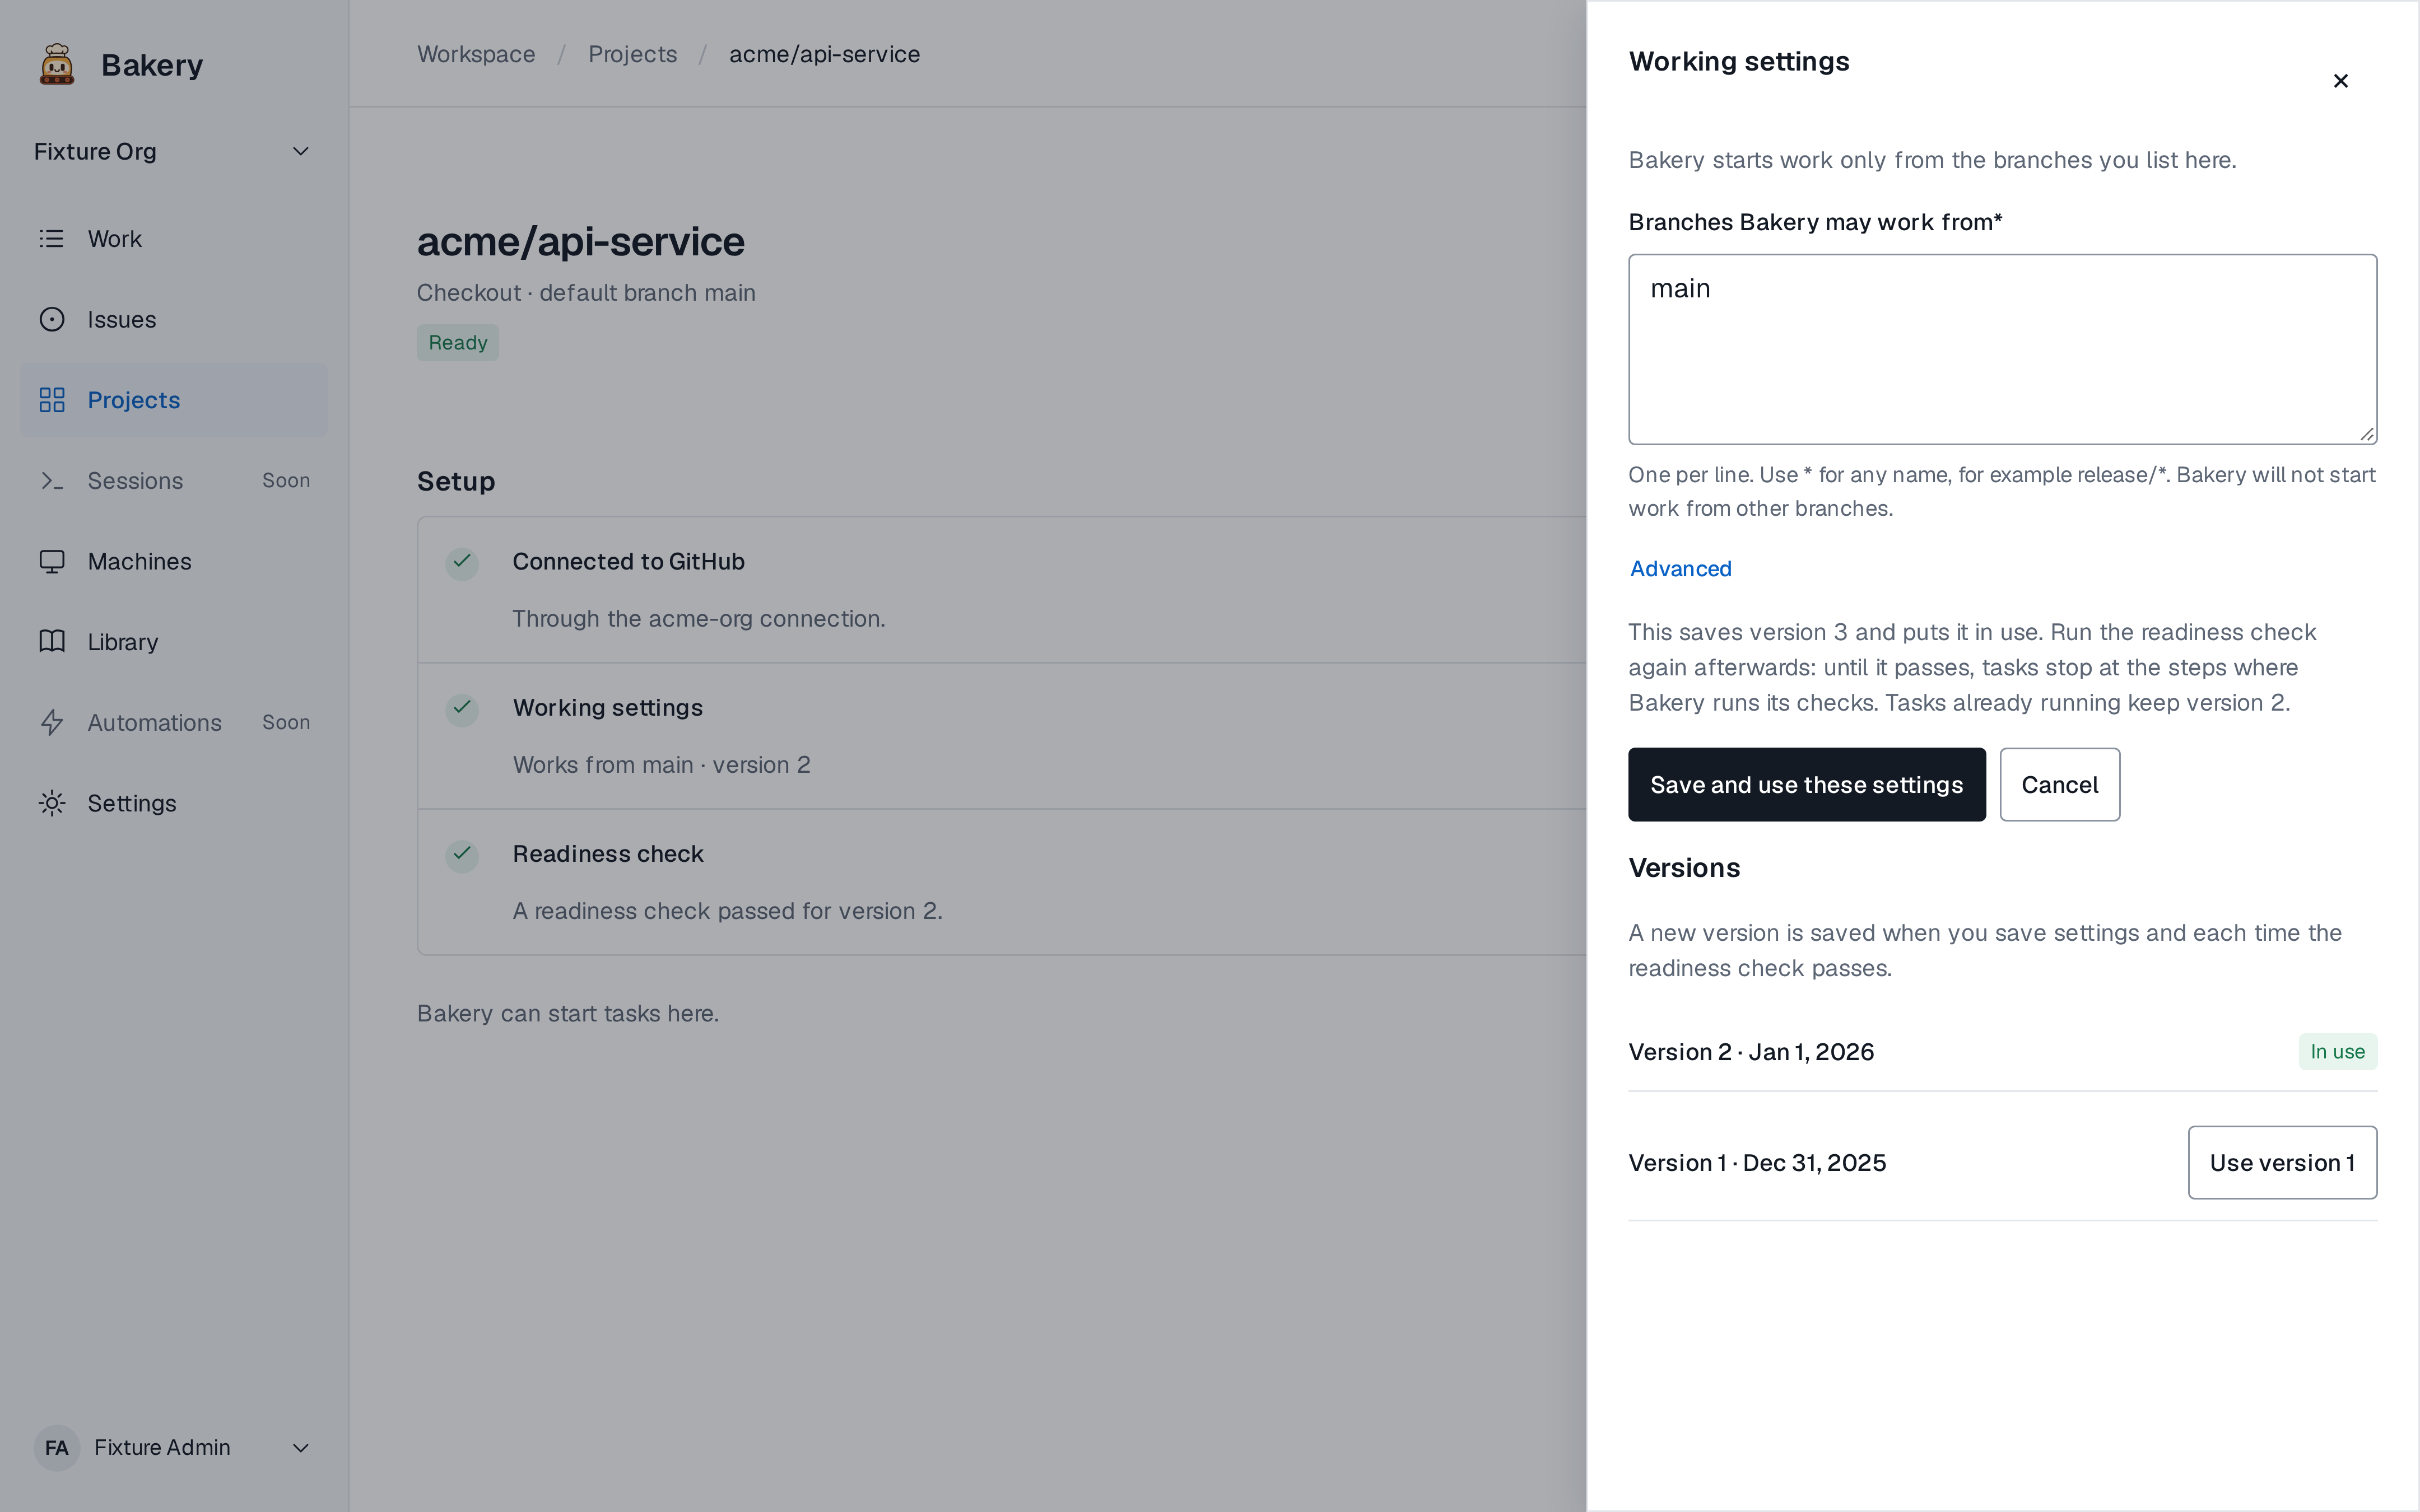 Bakery
Fixture Org
Work
Issues
Projects
Sessions Soon
Machines
Library
Automations Soon
Settings
FA Fixture Admin
Workspace / Projects / acme/api-service
acme/api-service
Checkout · default branch main
Ready
Setup
Connected to GitHub
Through the acme-org connection.
Working settings
Works from main · version 2
Readiness check
A readiness check passed for version 2.
Bakery can start tasks here.
Working settings
Bakery starts work only from the branches you list here.
Branches Bakery may work from*
main
One per line. Use * for any name, for example release/*. Bakery will not start
work from other branches.
Advanced
This saves version 3 and puts it in use. Run the readiness check
again afterwards: until it passes, tasks stop at the steps where
Bakery runs its checks. Tasks already running keep version 2.
Save and use these settings Cancel
Versions
A new version is saved when you save settings and each time the
readiness check passes.
Version 2 · Jan 1, 2026 In use
Version 1 · Dec 31, 2025 Use version 1